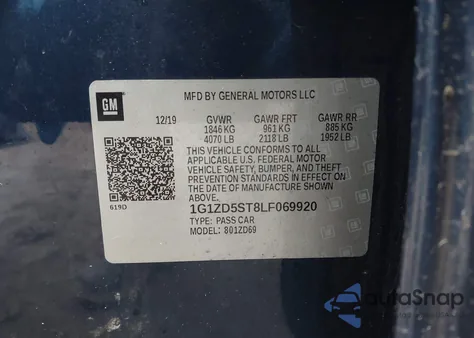 GM
MFD BY GENERAL MOTORS LLC
12/19 GVWR GAWR FRT GAWR RR
1846 KG 961 KG 885 KG
4070 LB 2118 LB 1952 LB
THIS VEHICLE CONFORMS TO ALL
APPLICABLE U.S. FEDERAL MOTOR
VEHICLE SAFETY, BUMPER, AND THEFT
PREVENTION STANDARDS IN EFFECT ON
THE DATE OF MANUFACTURE SHOWN ABOVE.
619D
1G1ZD5ST8LF069920
TYPE: PASS CAR
MODEL: 801ZD69
autoSnap